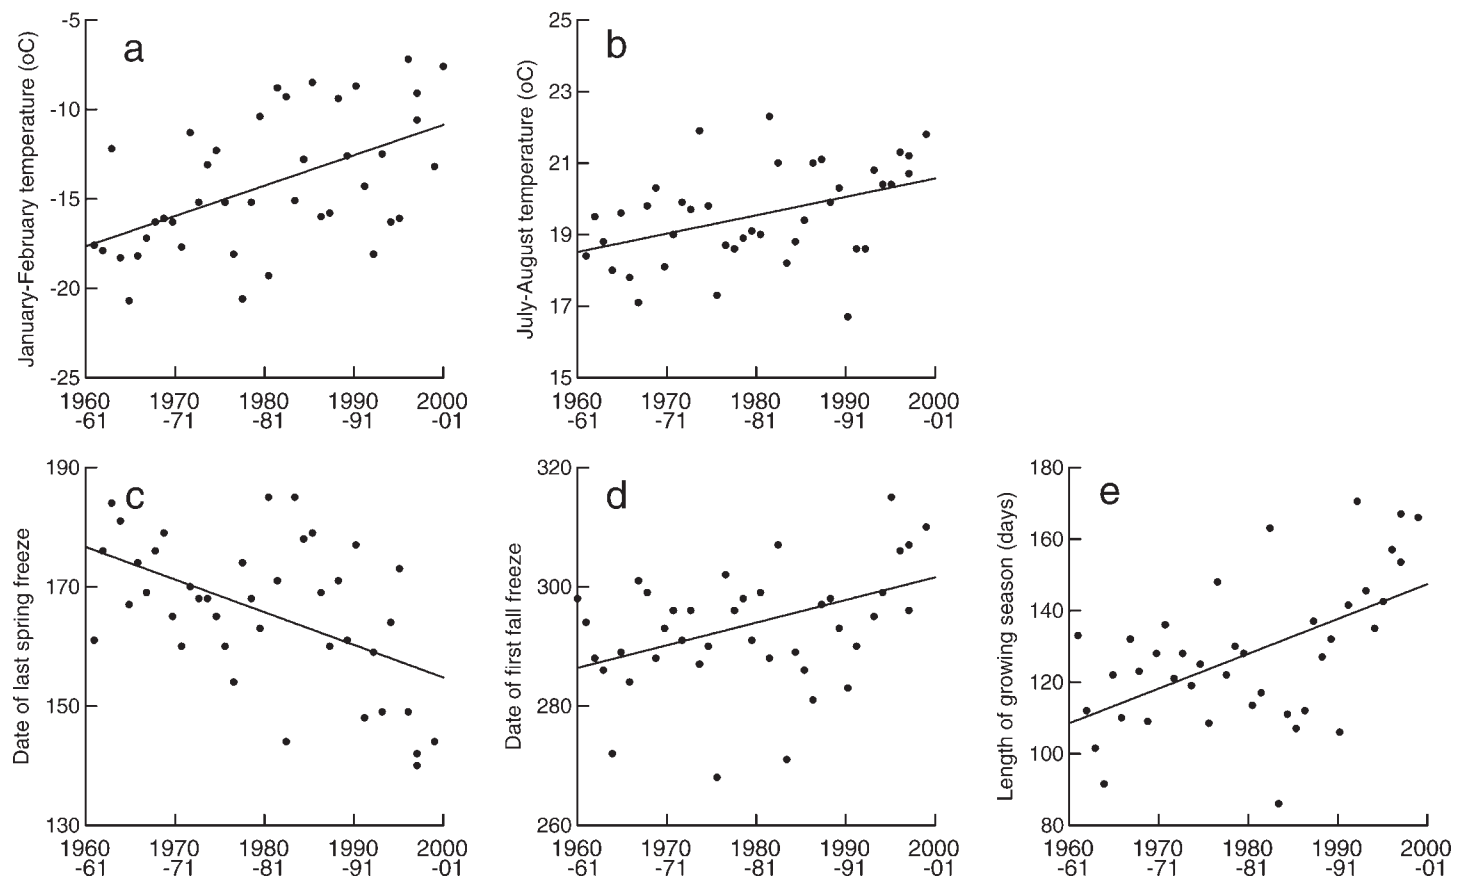 a
January-February temperature (oC)
-5
-10
-15
-20
-25
1960 1970 1980 1990 2000
-61 -71 -81 -91 -01
b
July-August temperature (oC)
25
23
21
19
17
15
1960 1970 1980 1990 2000
-61 -71 -81 -91 -01
c
Date of last spring freeze
190
170
150
130
1960 1970 1980 1990 2000
-61 -71 -81 -91 -01
d
Date of first fall freeze
320
300
280
260
1960 1970 1980 1990 2000
-61 -71 -81 -91 -01
e
Length of growing season (days)
180
160
140
120
100
80
1960 1970 1980 1990 2000
-61 -71 -81 -91 -01